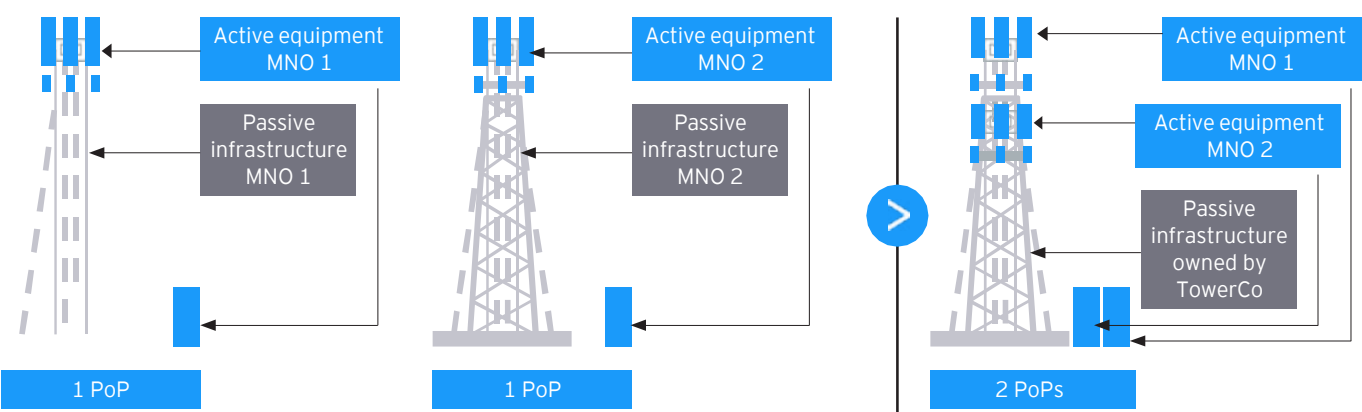 Active equipment
MNO 1
Passive
infrastructure
MNO 1
1 PoP
Active equipment
MNO 2
Passive
infrastructure
MNO 2
1 PoP
>
Active equipment
MNO 1
Active equipment
MNO 2
Passive
infrastructure
owned by
TowerCo
2 PoPs